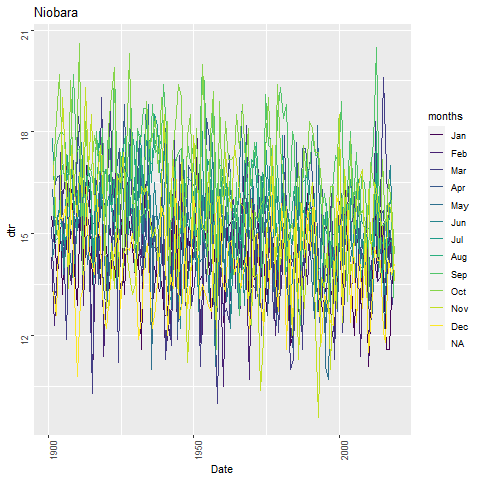 Niobara
21
18
15
12
dtr
1900
1950
2000
Date
months
Jan
Feb
Mar
Apr
May
Jun
Jul
Aug
Sep
Oct
Nov
Dec
NA